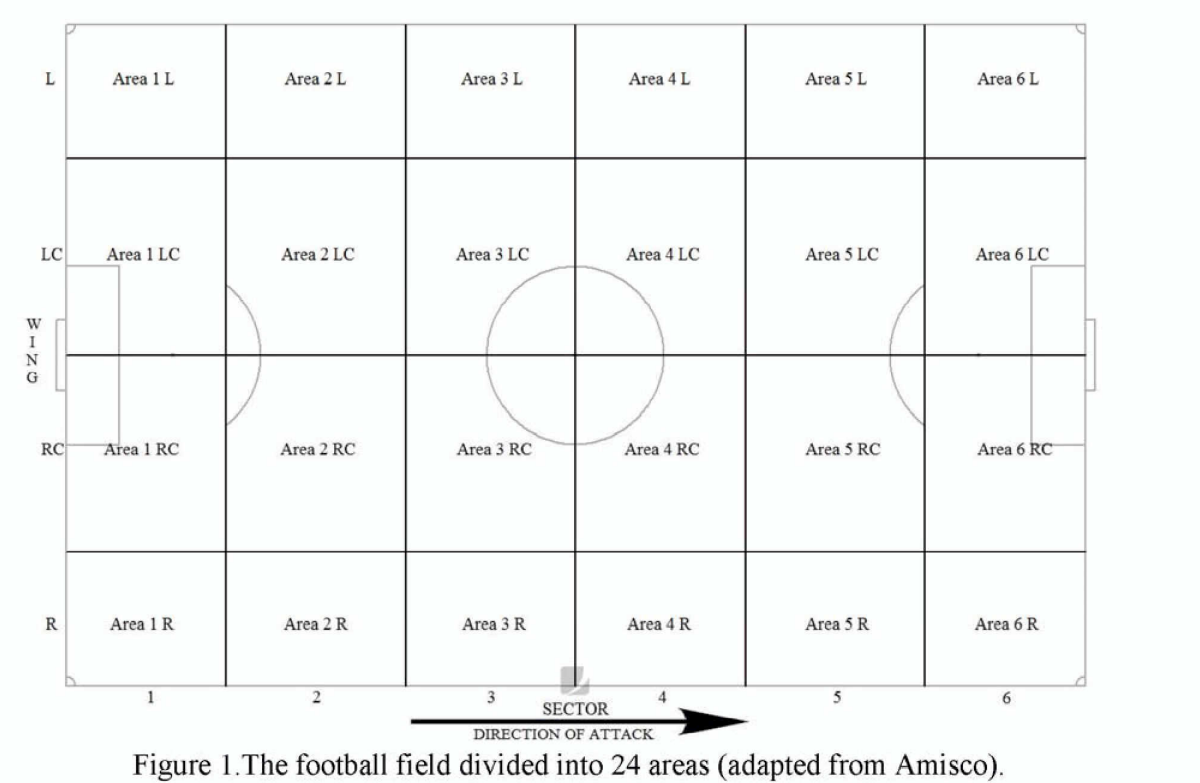 L Area 1 L Area 2 L Area 3 L Area 4 L Area 5 L Area 6 L
LC Area 1 LC Area 2 LC Area 3 LC Area 4 LC Area 5 LC Area 6 LC
W
I
N
G
RC Area 1 RC Area 2 RC Area 3 RC Area 4 RC Area 5 RC Area 6 RC
R Area 1 R Area 2 R Area 3 R Area 4 R Area 5 R Area 6 R
1 2 3 4 5 6
SECTOR
DIRECTION OF ATTACK
Figure 1.The football field divided into 24 areas (adapted from Amisco).